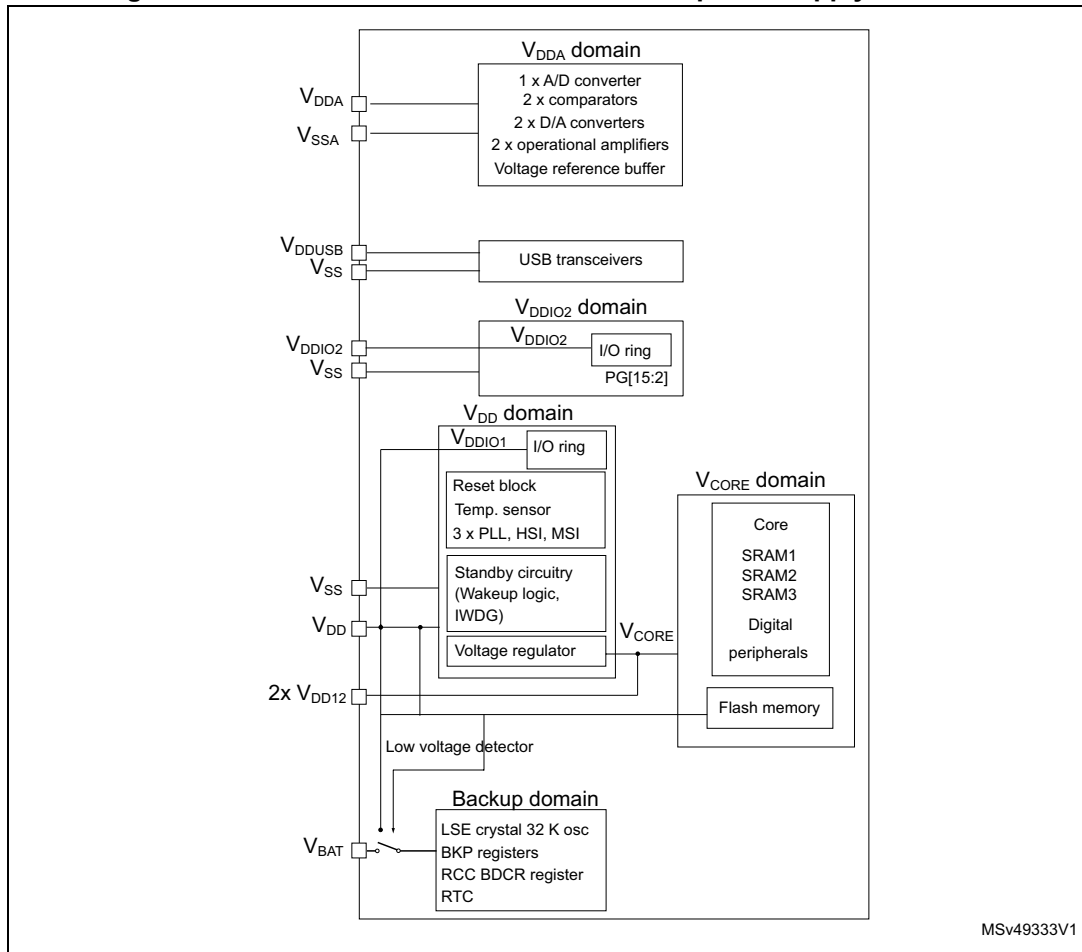 VDDA domain
1 x A/D converter
2 x comparators
2 x D/A converters
2 x operational amplifiers
Voltage reference buffer
VDDA
VSSA
VDDUSB
VSS
USB transceivers
VDDIO2 domain
VDDIO2
VSS
VDDIO2
I/O ring
PG[15:2]
VDD domain
VDDIO1
I/O ring
Reset block
Temp. sensor
3 x PLL, HSI, MSI
VSS
VDD
Standby circuitry
(Wakeup logic,
IWDG)
Voltage regulator
VCORE
VCORE domain
Core
SRAM1
SRAM2
SRAM3
Digital
peripherals
Flash memory
2x VDD12
Low voltage detector
Backup domain
VBAT
LSE crystal 32 K osc
BKP registers
RCC BDCR register
RTC
MSv49333V1